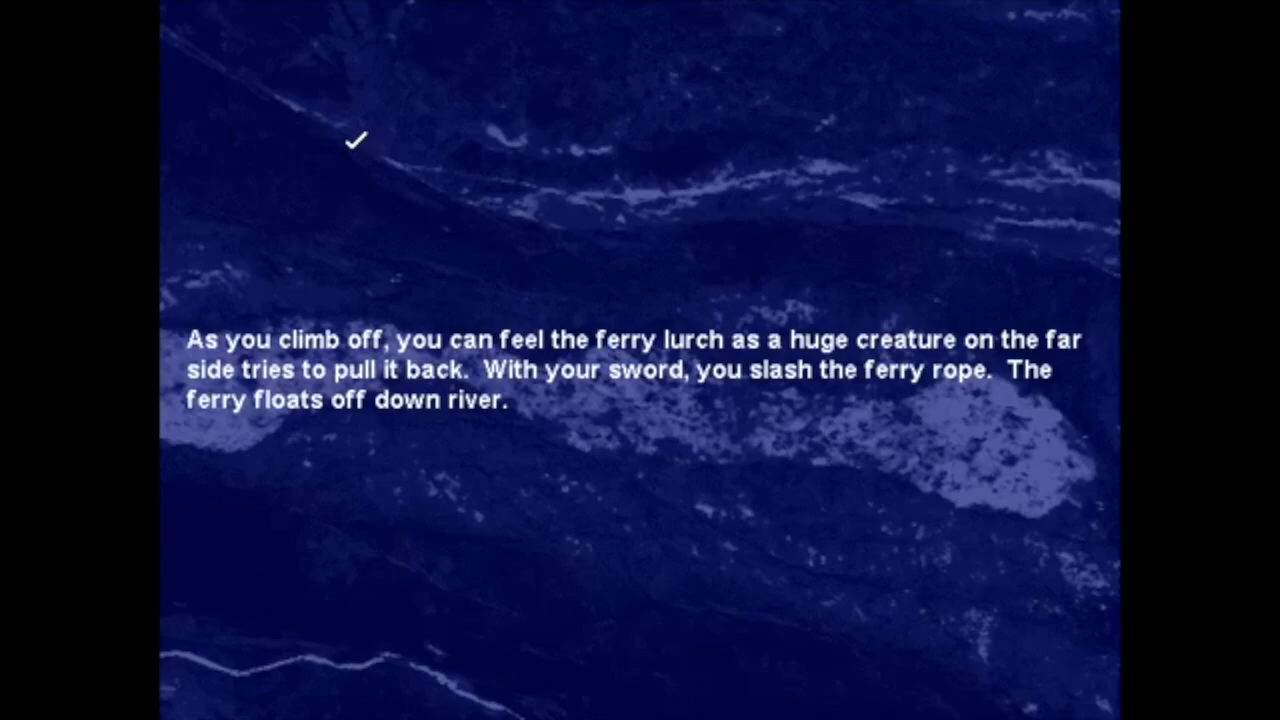 As you climb off, you can feel the ferry lurch as a huge creature on the far
side tries to pull it back.  With your sword, you slash the ferry rope.  The
ferry floats off down river.